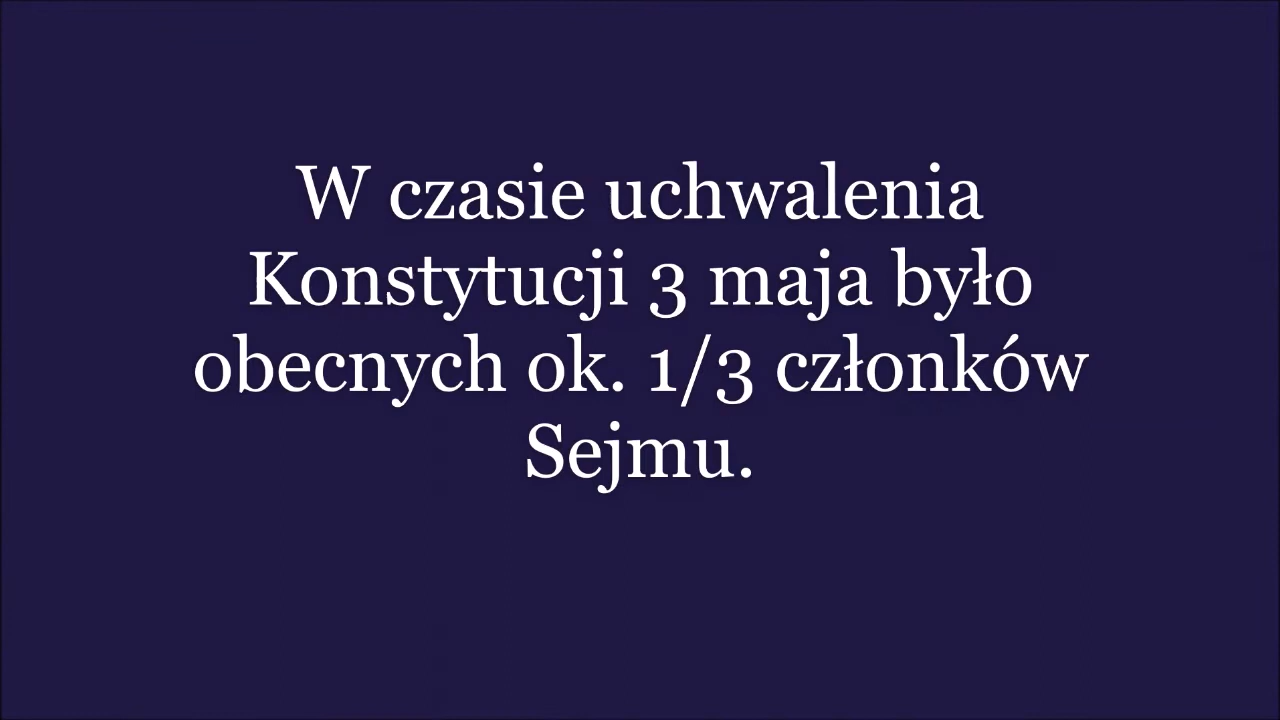 W czasie uchwalenia
Konstytucji 3 maja było
obecnych ok. 1/3 członków
Sejmu.